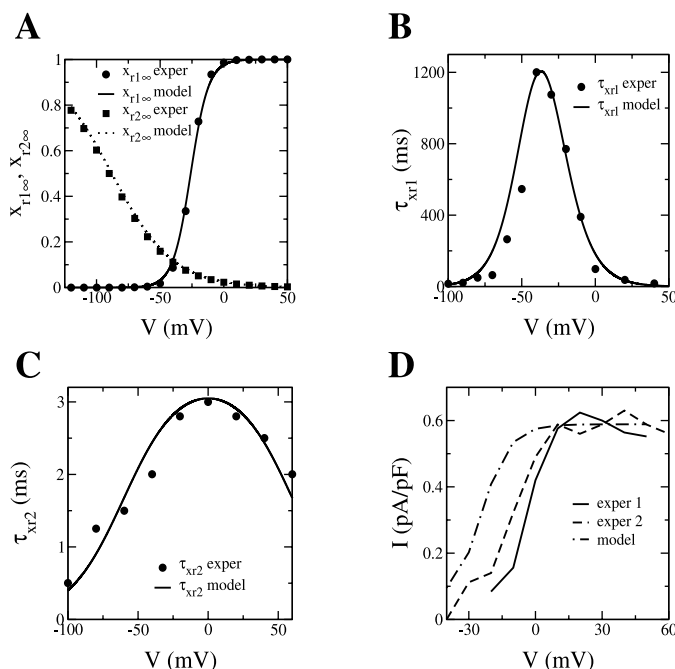 A
1
0.8
0.6
0.4
0.2
0
x_r1∞, x_r2∞
x_r1∞ exper
x_r1∞ model
x_r2∞ exper
x_r2∞ model
-100
-50
0
50
V (mV)
B
1200
800
400
0
τ_xr1 (ms)
τ_xr1 exper
τ_xr1 model
-100
-50
0
50
V (mV)
C
3
2
1
0
τ_xr2 (ms)
τ_xr2 exper
τ_xr2 model
-100
-50
0
50
V (mV)
D
0.6
0.4
0.2
0
I (pA/pF)
exper 1
exper 2
model
-30
0
30
60
V (mV)